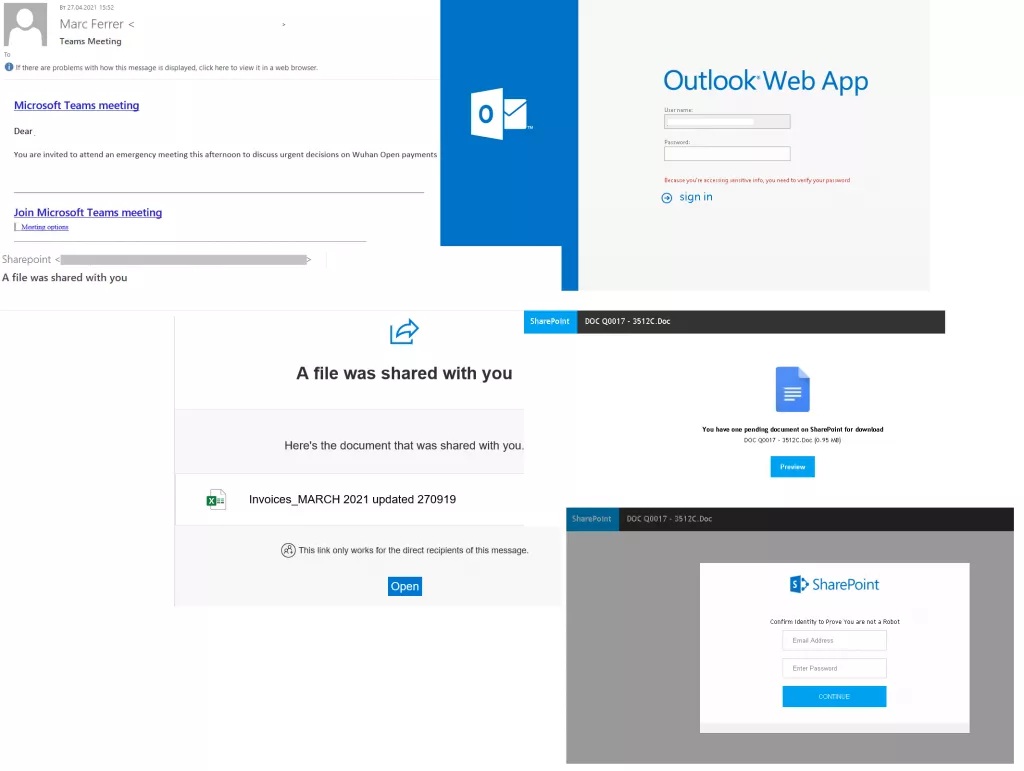 Вт 27.04.2021 15:52
Marc Ferrer < >
Teams Meeting
To
If there are problems with how this message is displayed, click here to view it in a web browser.
Microsoft Teams meeting
Dear
You are invited to attend an emergency meeting this afternoon to discuss urgent decisions on Wuhan Open payments
Join Microsoft Teams meeting
Meeting options
Outlook Web App
User name:
Password:
Because you're accessing sensitive info, you need to verify your password
sign in
Sharepoint < >
A file was shared with you
A file was shared with you
Here's the document that was shared with you.
Invoices_MARCH 2021 updated 270919
This link only works for the direct recipients of this message.
Open
SharePoint DOC Q0017 - 3512C.Doc
You have one pending document on SharePoint for download
DOC Q0017 - 3512C.Doc (0.95 MB)
Preview
SharePoint DOC Q0017 - 3512C.Doc
SharePoint
Confirm Identity to Prove You are not a Robot
Email Address
Enter Password
CONTINUE